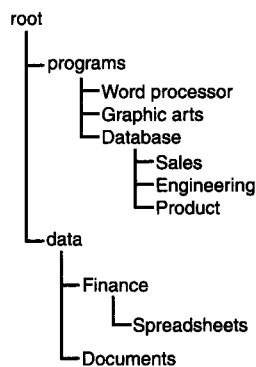 root
programs
Word processor
Graphic arts
Database
Sales
Engineering
Product
data
Finance
Spreadsheets
Documents